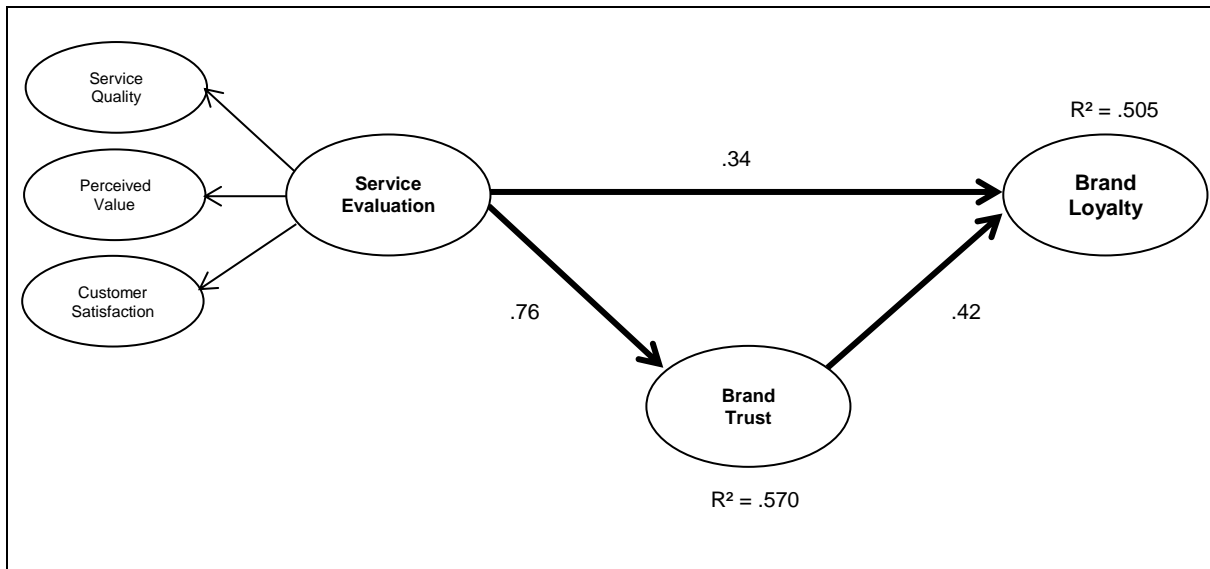 Service
Quality
Perceived
Value
Customer
Satisfaction
Service
Evaluation
.34
.76
Brand
Trust
R² = .570
.42
R² = .505
Brand
Loyalty